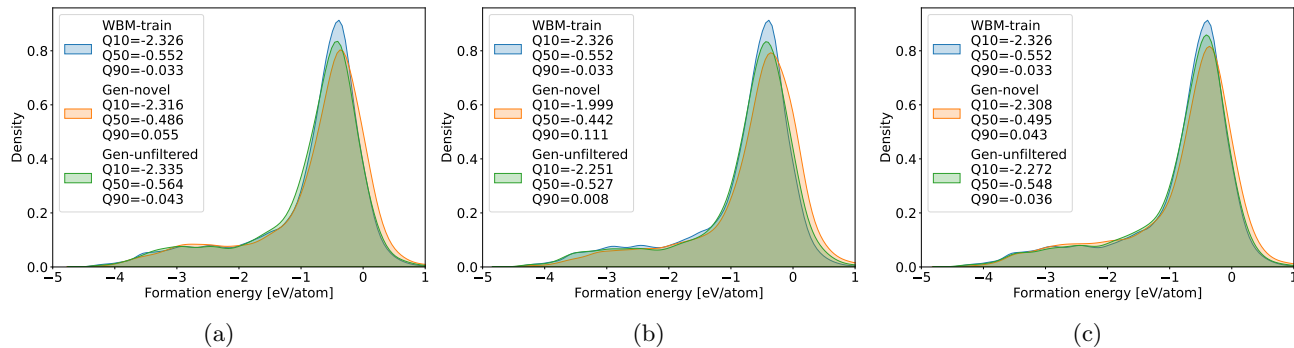 WBM-train
Q10=-2.326
Q50=-0.552
Q90=-0.033
Gen-novel
Q10=-2.316
Q50=-0.486
Q90=0.055
Gen-unfiltered
Q10=-2.335
Q50=-0.564
Q90=-0.043
Density
0.0
0.2
0.4
0.6
0.8
−5
−4
−3
−2
−1
0
1
Formation energy [eV/atom]
(a)
WBM-train
Q10=-2.326
Q50=-0.552
Q90=-0.033
Gen-novel
Q10=-1.999
Q50=-0.442
Q90=0.111
Gen-unfiltered
Q10=-2.251
Q50=-0.527
Q90=0.008
Density
0.0
0.2
0.4
0.6
0.8
−5
−4
−3
−2
−1
0
1
Formation energy [eV/atom]
(b)
WBM-train
Q10=-2.326
Q50=-0.552
Q90=-0.033
Gen-novel
Q10=-2.308
Q50=-0.495
Q90=0.043
Gen-unfiltered
Q10=-2.272
Q50=-0.548
Q90=-0.036
Density
0.0
0.2
0.4
0.6
0.8
−5
−4
−3
−2
−1
0
1
Formation energy [eV/atom]
(c)